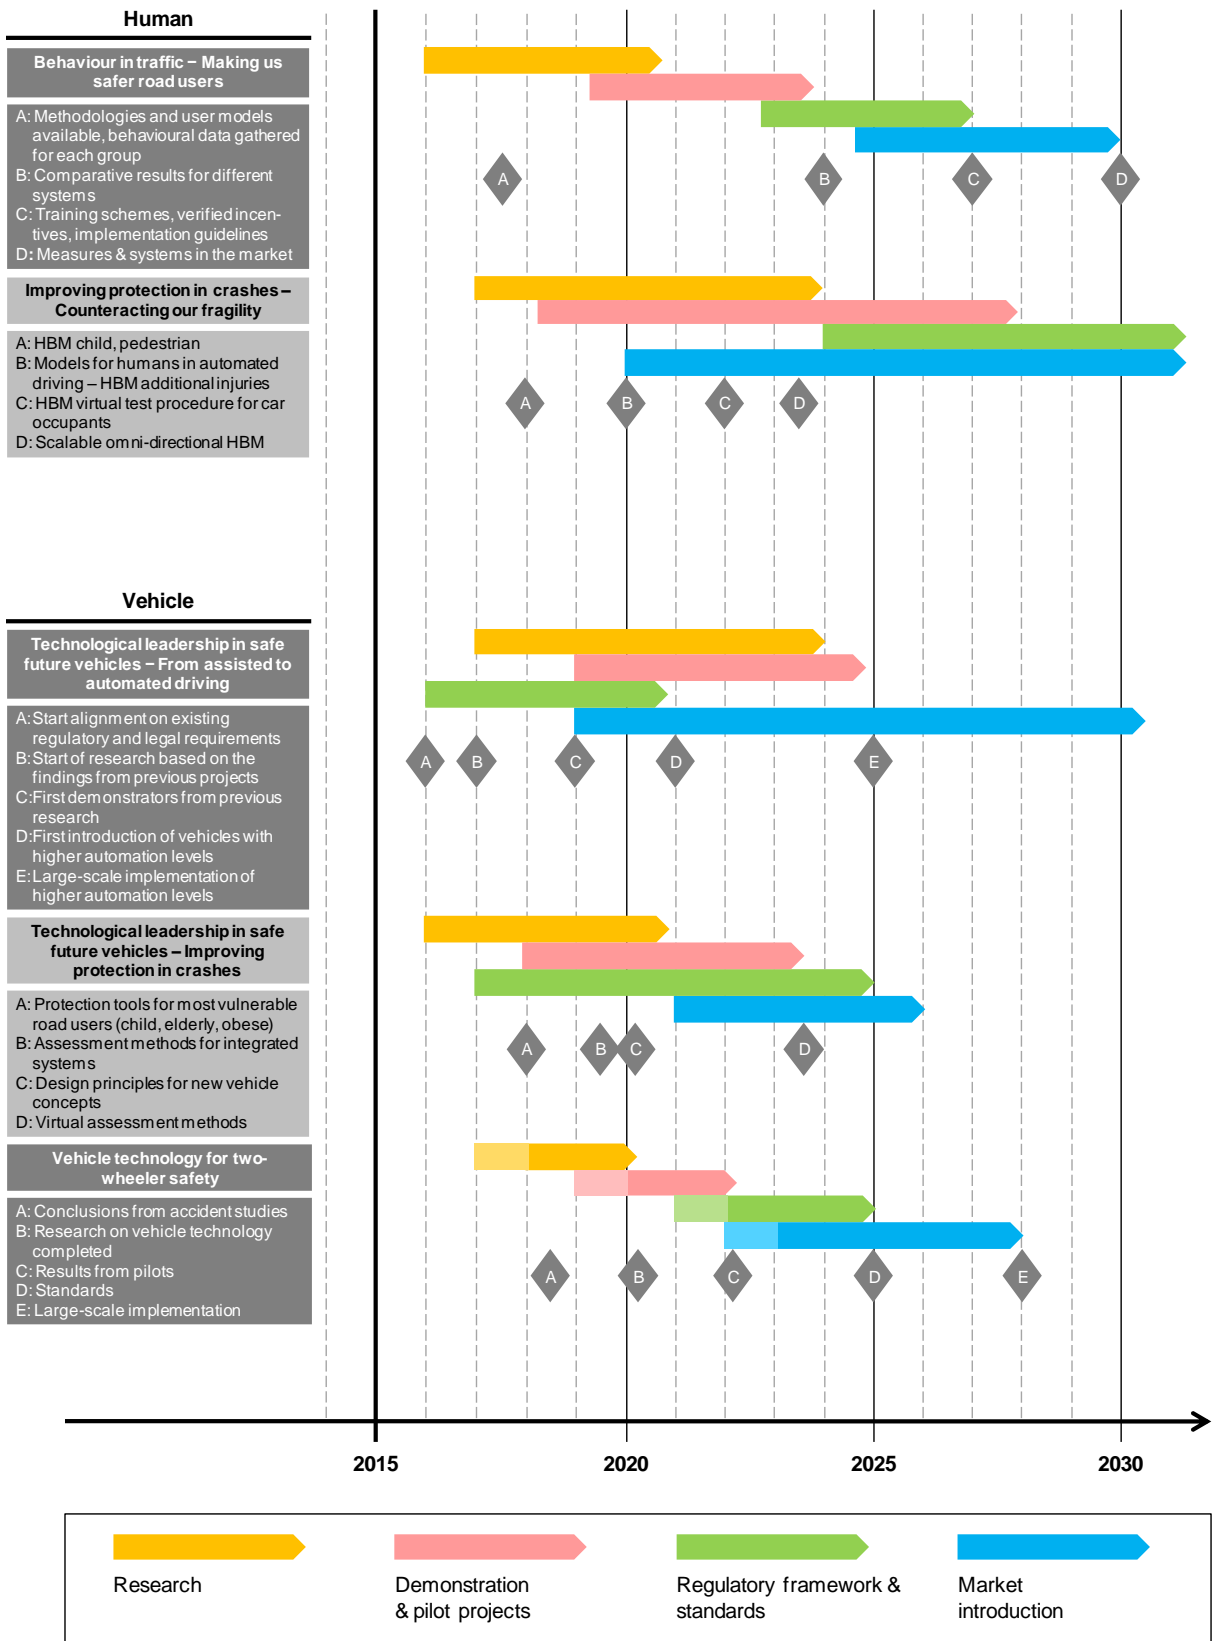 Human
Behaviour in traffic – Making us
safer road users
A: Methodologies and user models
available, behavioural data gathered
for each group
B: Comparative results for different
systems
C: Training schemes, verified incen-
tives, implementation guidelines
D: Measures & systems in the market
A
B
C
D
Improving protection in crashes –
Counteracting our fragility
A: HBM child, pedestrian
B: Models for humans in automated
driving – HBM additional injuries
C: HBM virtual test procedure for car
occupants
D: Scalable omni-directional HBM
A
B
C
D
Vehicle
Technological leadership in safe
future vehicles – From assisted to
automated driving
A: Start alignment on existing
regulatory and legal requirements
B: Start of research based on the
findings from previous projects
C: First demonstrators from previous
research
D: First introduction of vehicles with
higher automation levels
E: Large-scale implementation of
higher automation levels
A
B
C
D
E
Technological leadership in safe
future vehicles – Improving
protection in crashes
A: Protection tools for most vulnerable
road users (child, elderly, obese)
B: Assessment methods for integrated
systems
C: Design principles for new vehicle
concepts
D: Virtual assessment methods
A
B
C
D
Vehicle technology for two-
wheeler safety
A: Conclusions from accident studies
B: Research on vehicle technology
completed
C: Results from pilots
D: Standards
E: Large-scale implementation
A
B
C
D
E
2015
2020
2025
2030
Research
Demonstration
& pilot projects
Regulatory framework &
standards
Market
introduction